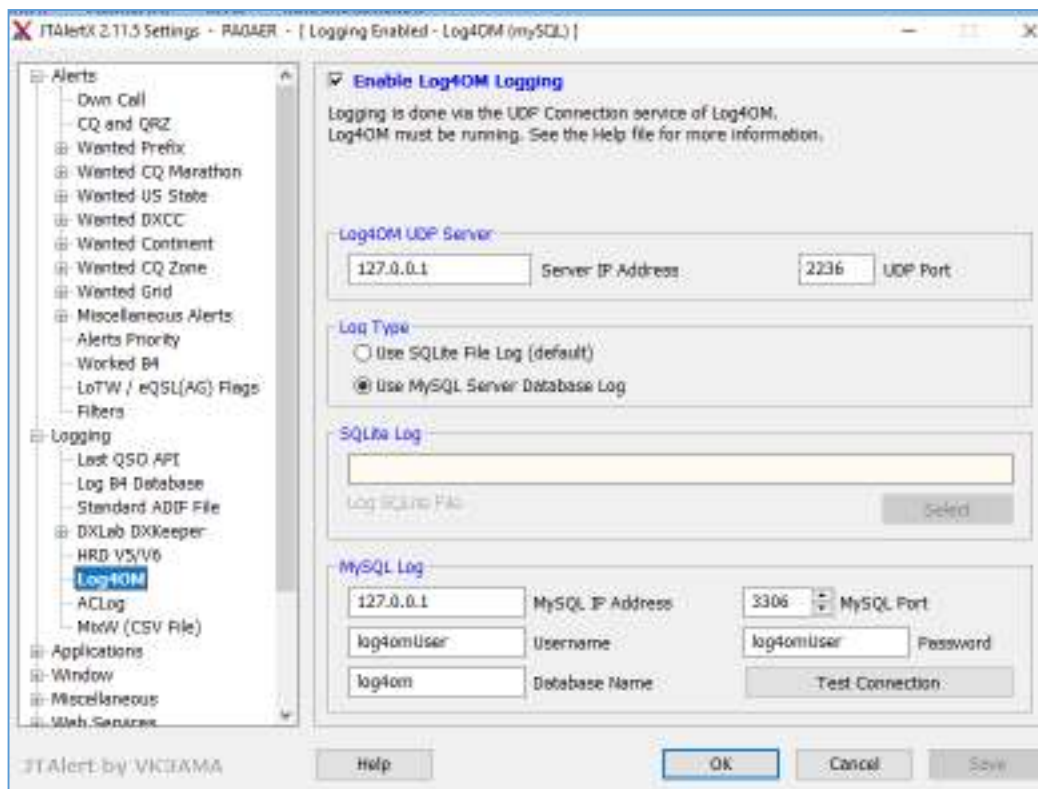 JTAlertX 2.11.5 Settings - PA0AER - [ Logging Enabled - Log4OM (mySQL) ]
Alerts
Own Call
CQ and QRZ
Wanted Prefix
Wanted CQ Marathon
Wanted US State
Wanted DXCC
Wanted Continent
Wanted CQ Zone
Wanted Grid
Miscellaneous Alerts
Alerts Priority
Worked B4
LoTW / eQSL(AG) Flags
Filters
Logging
Last QSO API
Log B4 Database
Standard ADIF File
DXLab DXKeeper
HRD V5/V6
Log4OM
ACLog
MixW (CSV File)
Applications
Window
Miscellaneous
Web Services
Enable Log4OM Logging
Logging is done via the UDP Connection service of Log4OM.
Log4OM must be running. See the Help file for more information.
Log4OM UDP Server
127.0.0.1 Server IP Address 2236 UDP Port
Log Type
Use SQLite File Log (default)
Use MySQL Server Database Log
SQLite Log
Log SQLite File Select
MySQL Log
127.0.0.1 MySQL IP Address 3306 MySQL Port
log4omUser Username log4omUser Password
log4om Database Name Test Connection
JTAlert by VK3AMA Help OK Cancel Save